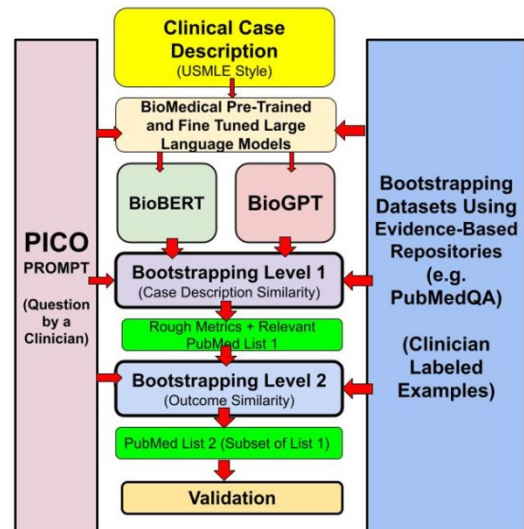 Clinical Case
Description
(USMLE Style)
BioMedical Pre-Trained
and Fine Tuned Large
Language Models
BioBERT
BioGPT
PICO
PROMPT
(Question
by a
Clinician)
Bootstrapping
Datasets Using
Evidence-Based
Repositories
(e.g.
PubMedQA)
(Clinician
Labeled
Examples)
Bootstrapping Level 1
(Case Description Similarity)
Rough Metrics + Relevant
PubMed List 1
Bootstrapping Level 2
(Outcome Similarity)
PubMed List 2 (Subset of List 1)
Validation